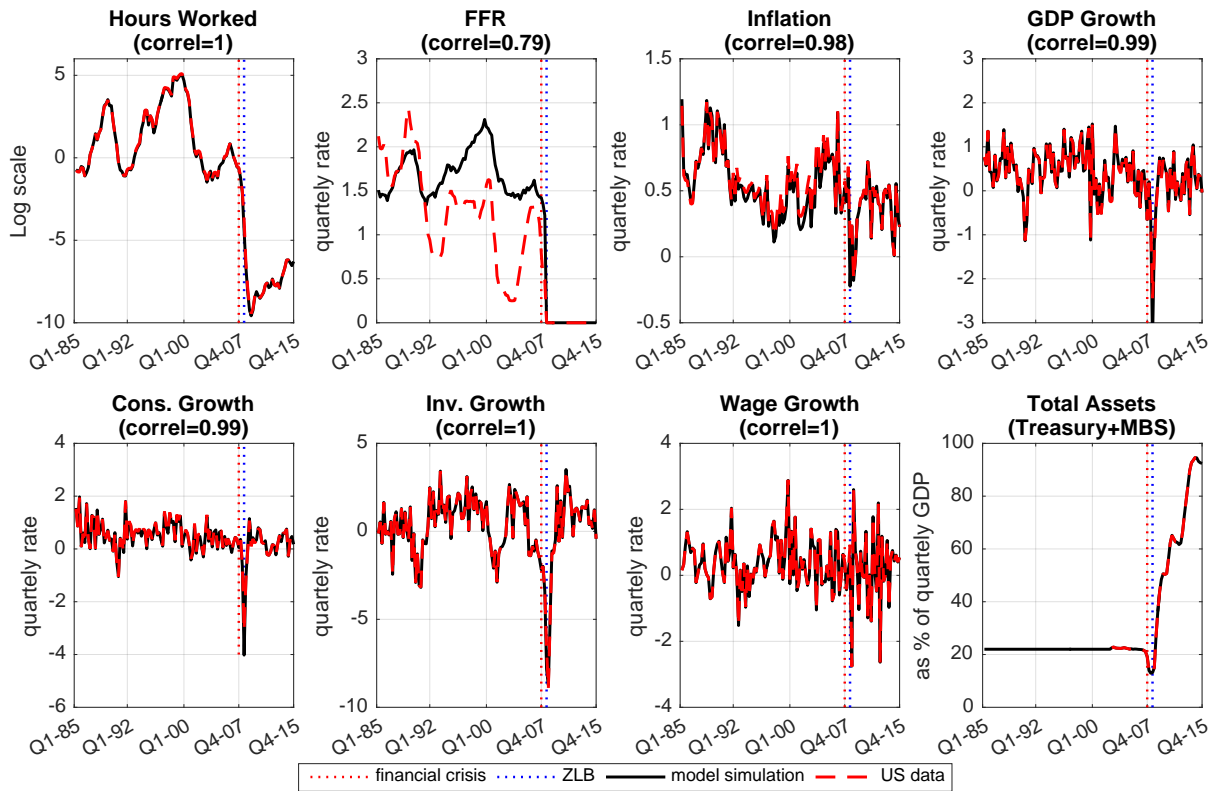 Hours Worked
(correl=1)
Log scale
5
0
-5
-10
Q1-85
Q1-92
Q1-00
Q4-07
Q4-15
FFR
(correl=0.79)
quartely rate
3
2.5
2
1.5
1
0.5
0
Q1-85
Q1-92
Q1-00
Q4-07
Q4-15
Inflation
(correl=0.98)
quartely rate
1.5
1
0.5
0
-0.5
Q1-85
Q1-92
Q1-00
Q4-07
Q4-15
GDP Growth
(correl=0.99)
quartely rate
3
2
1
0
-1
-2
-3
Q1-85
Q1-92
Q1-00
Q4-07
Q4-15
Cons. Growth
(correl=0.99)
quartely rate
4
2
0
-2
-4
-6
Q1-85
Q1-92
Q1-00
Q4-07
Q4-15
Inv. Growth
(correl=1)
quartely rate
5
0
-5
-10
Q1-85
Q1-92
Q1-00
Q4-07
Q4-15
Wage Growth
(correl=1)
quartely rate
4
2
0
-2
-4
Q1-85
Q1-92
Q1-00
Q4-07
Q4-15
Total Assets
(Treasury+MBS)
as % of quartely GDP
100
80
60
40
20
0
Q1-85
Q1-92
Q1-00
Q4-07
Q4-15
financial crisis
ZLB
model simulation
US data